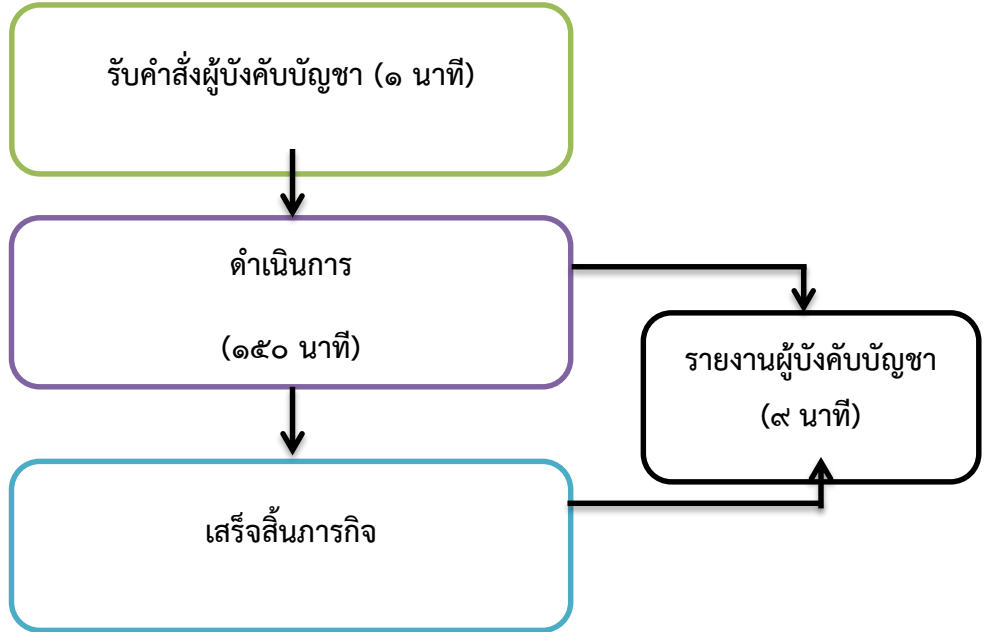 รับคำสั่งผู้บังคับบัญชา (๑ นาที)
ดำเนินการ
(๑๕๐ นาที)
รายงานผู้บังคับบัญชา
(๙ นาที)
เสร็จสิ้นภารกิจ